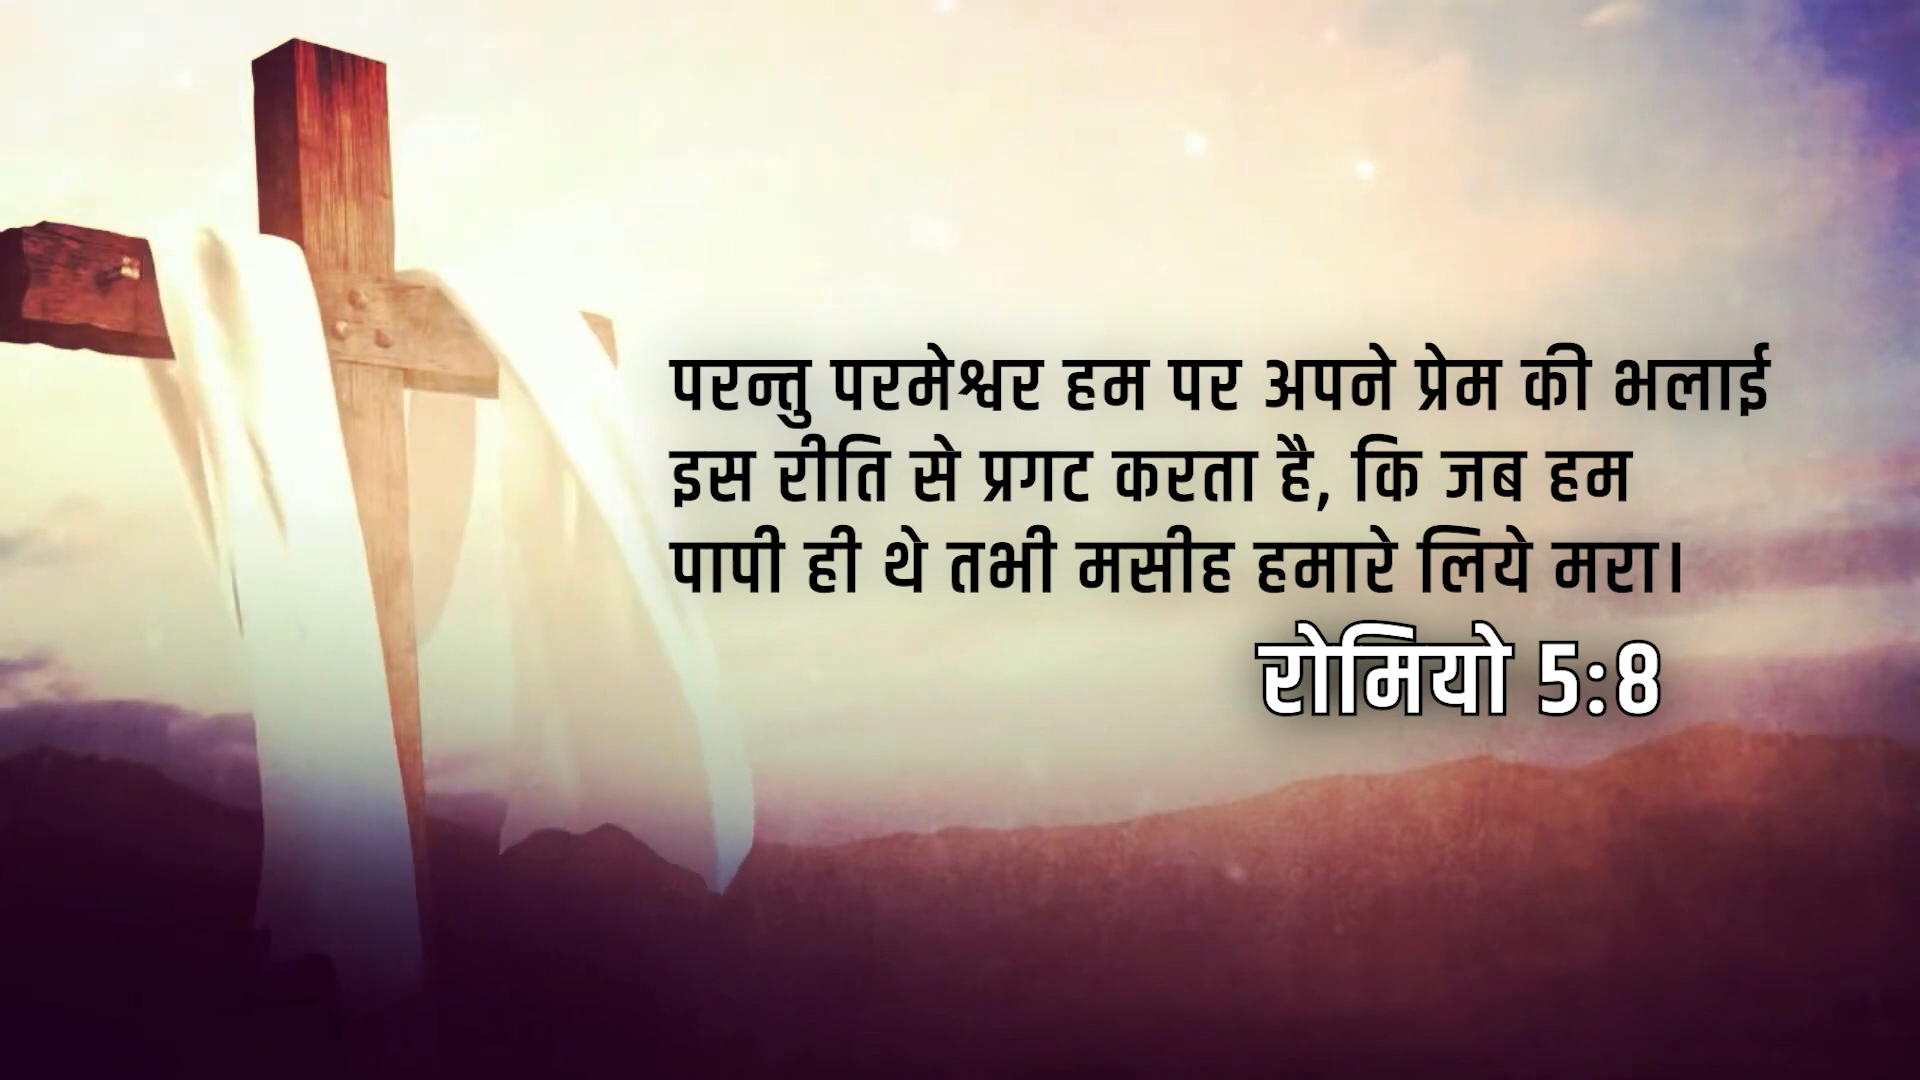 परन्तु परमेश्वर हम पर अपने प्रेम की भलाई
इस रीति से प्रगट करता है, कि जब हम
पापी ही थे तभी मसीह हमारे लिये मरा।
रोमियो 5:8